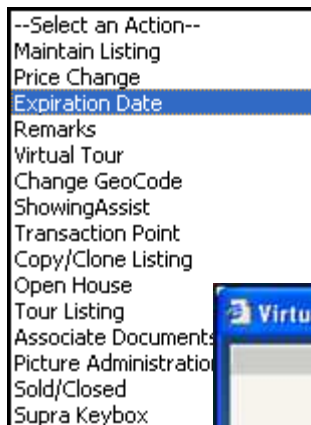 --Select an Action--
Maintain Listing
Price Change
Expiration Date
Remarks
Virtual Tour
Change GeoCode
ShowingAssist
Transaction Point
Copy/Clone Listing
Open House
Tour Listing
Virtu
Associate Documents
Picture Administration
Sold/Closed
Supra Keybox